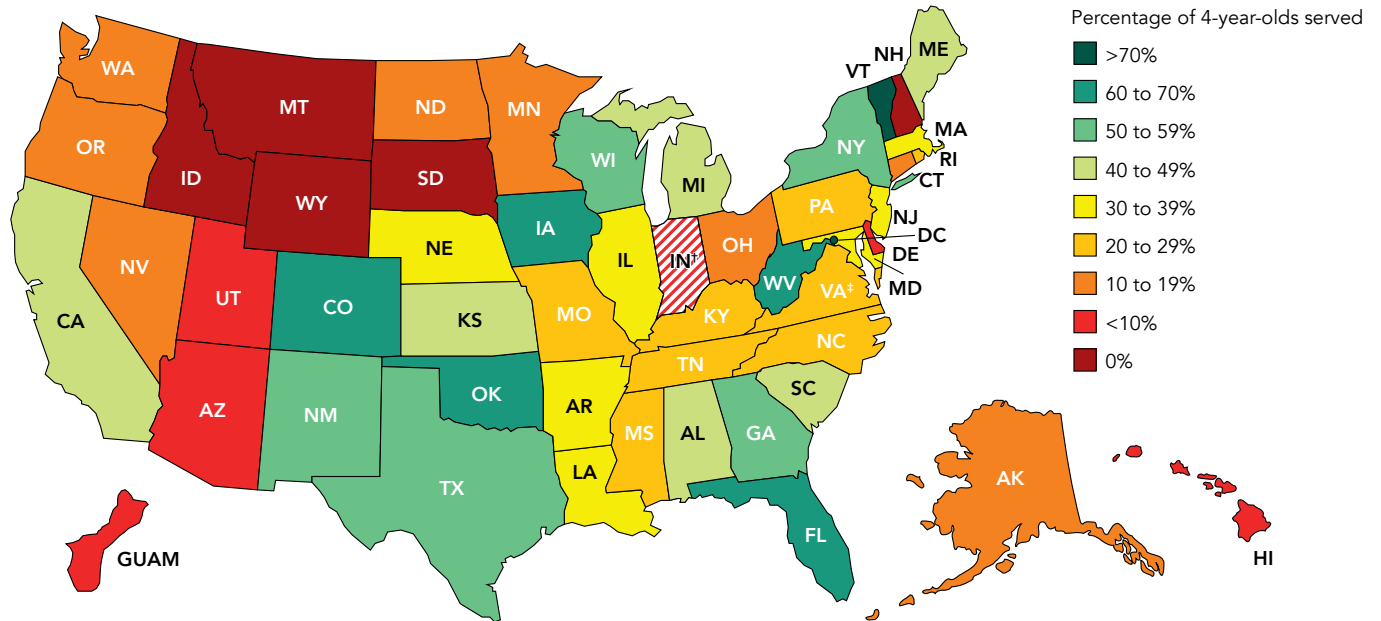 Percentage of 4-year-olds served
>70%
60 to 70%
50 to 59%
40 to 49%
30 to 39%
20 to 29%
10 to 19%
<10%
0%
WA
MT
ND
MN
VT
NH
ME
OR
ID
WY
SD
WI
MI
NY
MA
RI
CT
NE
IA
IL
IN†
OH
PA
NJ
DC
DE
MD
NV
UT
CO
KS
MO
KY
WV
VA‡
CA
AZ
NM
OK
AR
TN
NC
SC
TX
LA
MS
AL
GA
FL
AK
HI
GUAM